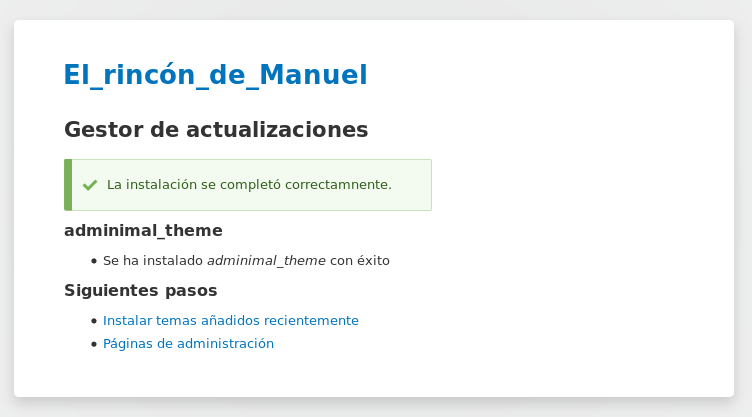 El_rincón_de_Manuel
Gestor de actualizaciones
La instalación se completó correctamnente.
adminimal_theme
Se ha instalado adminimal_theme con éxito
Siguientes pasos
Instalar temas añadidos recientemente
Páginas de administración